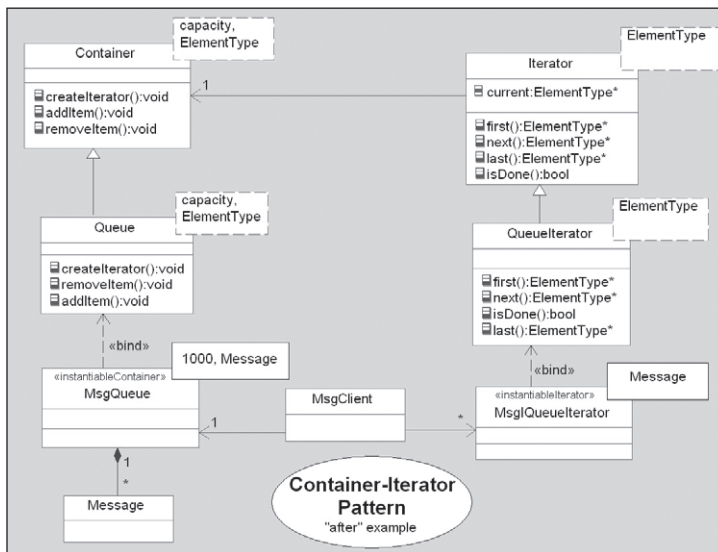 capacity,
ElementType
Container
createIterator():void
addItem():void
removeItem():void
1
ElementType
Iterator
current:ElementType*
first():ElementType*
next():ElementType*
last():ElementType*
isDone():bool
capacity,
ElementType
Queue
createIterator():void
removeItem():void
addItem():void
ElementType
QueueIterator
first():ElementType*
next():ElementType*
isDone():bool
last():ElementType*
«bind»
1000, Message
«instantiableContainer»
MsgQueue
1
MsgClient
*
«bind»
Message
«instantiableIterator»
MsgIQueueIterator
1
*
Message
Container-Iterator
Pattern
"after" example